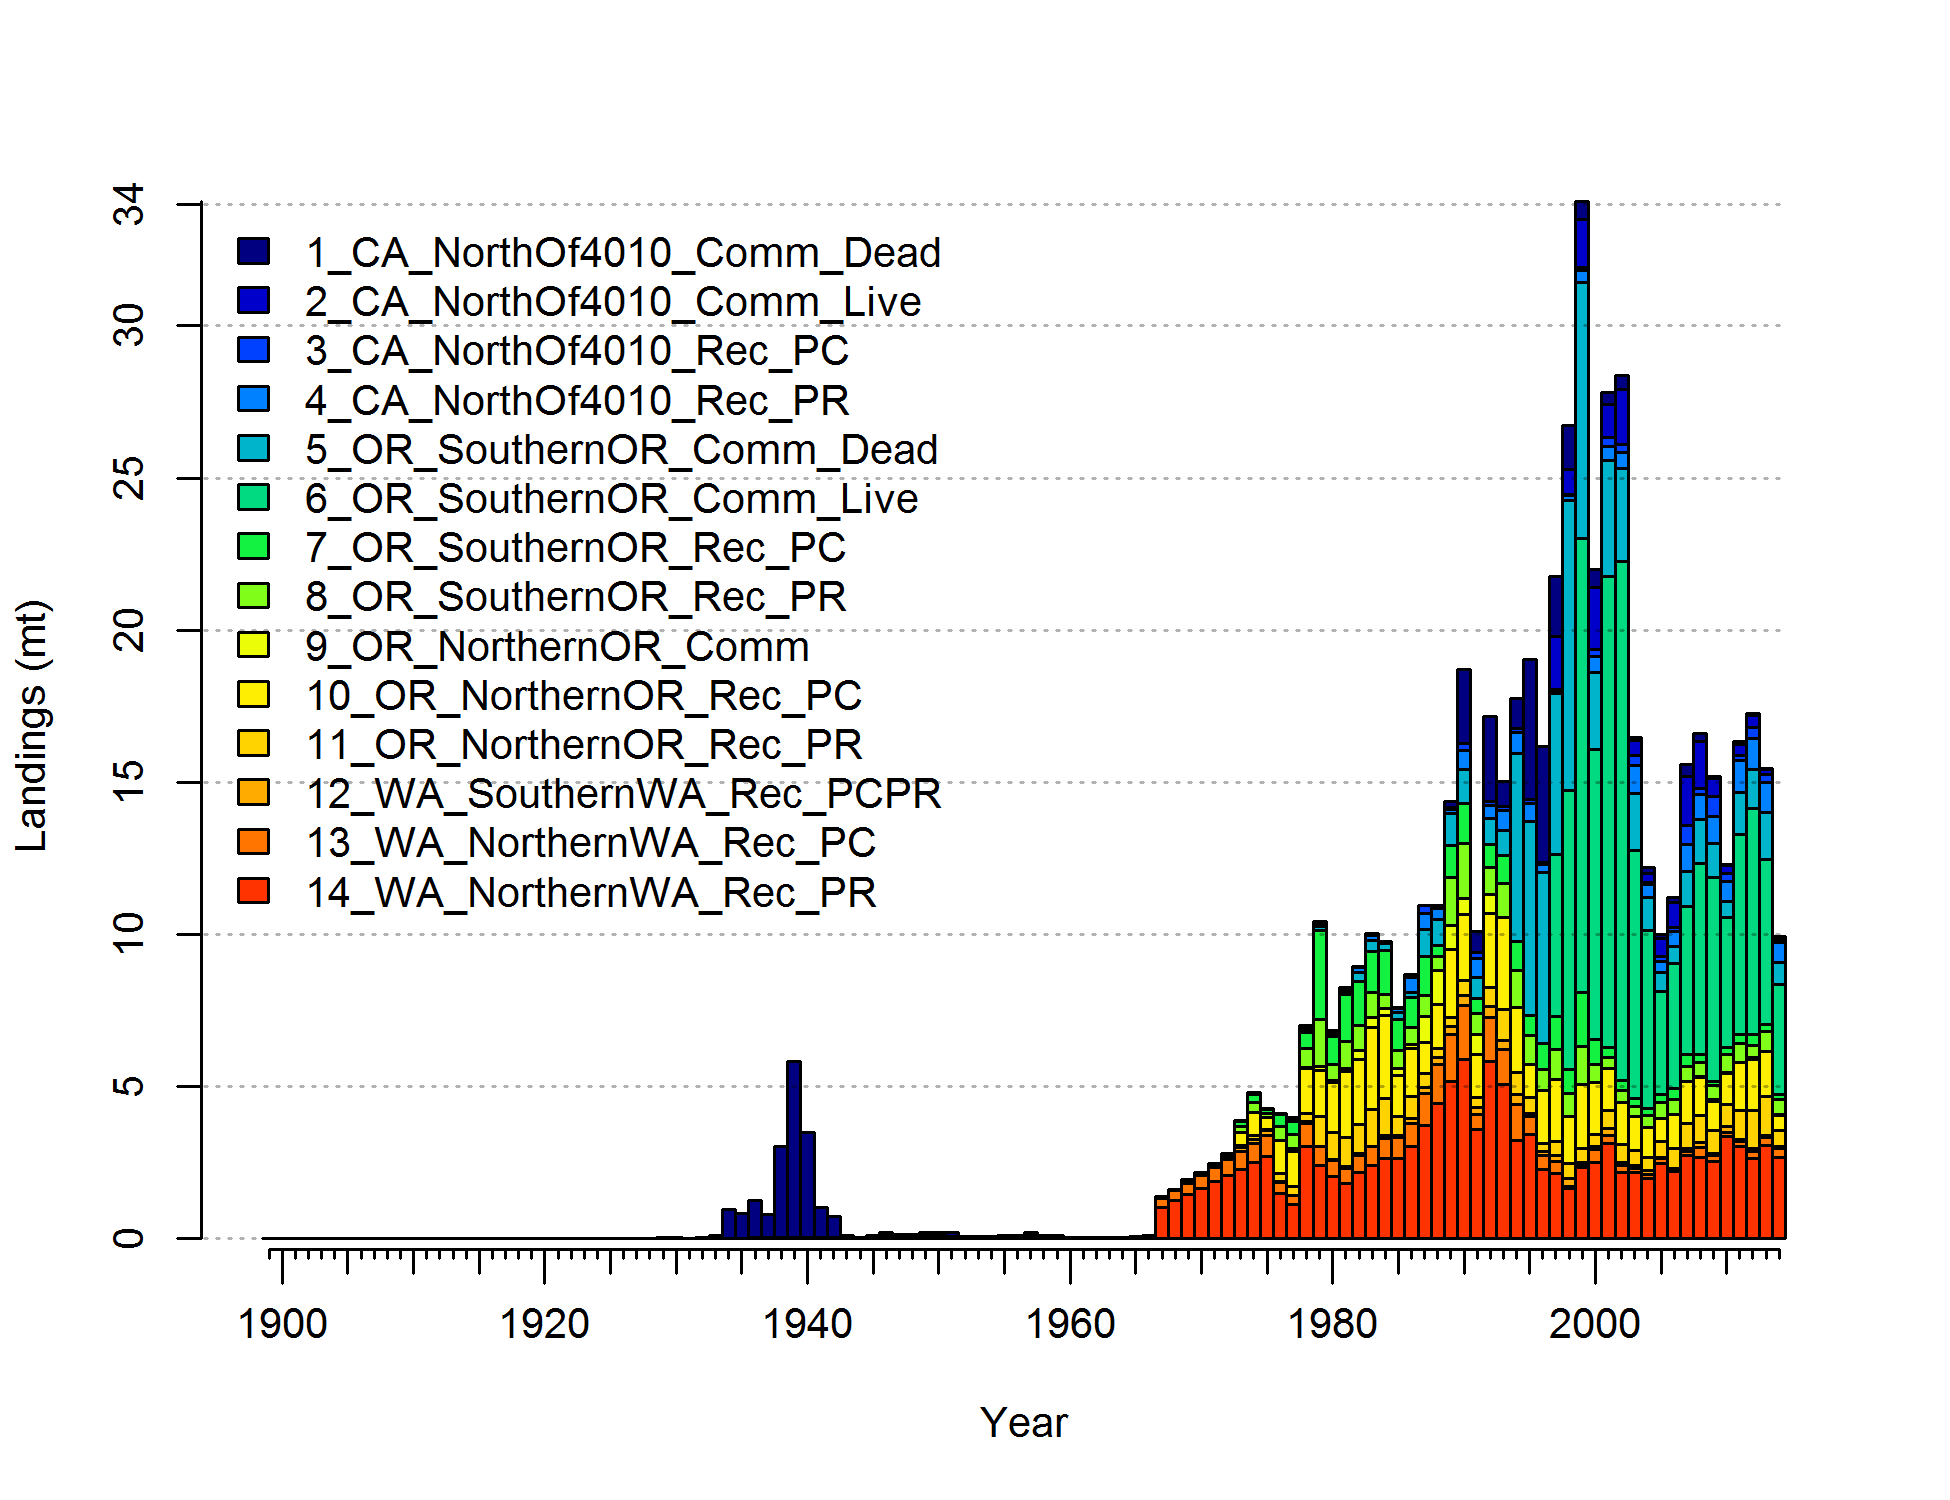 34
30
25
20
15
10
5
0
Landings (mt)
1_CA_NorthOf4010_Comm_Dead
2_CA_NorthOf4010_Comm_Live
3_CA_NorthOf4010_Rec_PC
4_CA_NorthOf4010_Rec_PR
5_OR_SouthernOR_Comm_Dead
6_OR_SouthernOR_Comm_Live
7_OR_SouthernOR_Rec_PC
8_OR_SouthernOR_Rec_PR
9_OR_NorthernOR_Comm
10_OR_NorthernOR_Rec_PC
11_OR_NorthernOR_Rec_PR
12_WA_SouthernWA_Rec_PCPR
13_WA_NorthernWA_Rec_PC
14_WA_NorthernWA_Rec_PR
1900 1920 1940 1960 1980 2000
Year